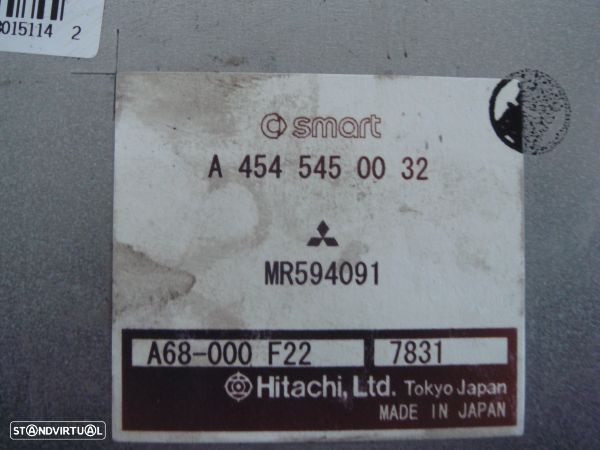 015114 2
smart
A 454 545 00 32
MR594091
A68-000 F22 7831
Hitachi, Ltd. Tokyo Japan
MADE IN JAPAN
STANDVIRTUAL